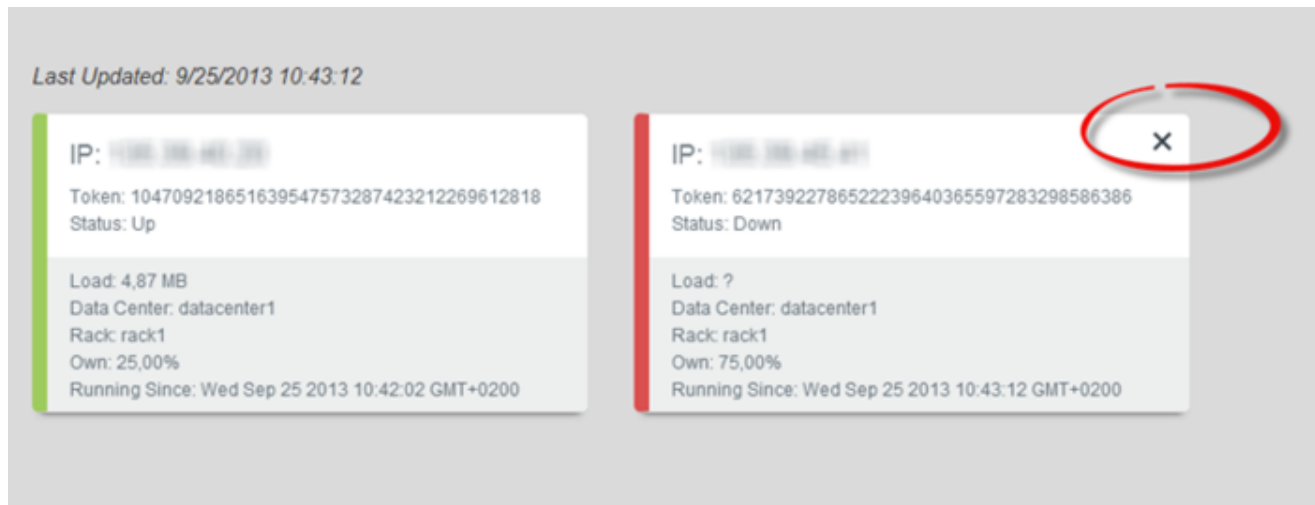 Last Updated: 9/25/2013 10:43:12
IP:
Token: 104709218651639547573287423212269612818
Status: Up
Load: 4,87 MB
Data Center: datacenter1
Rack: rack1
Own: 25,00%
Running Since: Wed Sep 25 2013 10:42:02 GMT+0200
IP:
Token: 62173922786522239640365597283298586386
Status: Down
Load: ?
Data Center: datacenter1
Rack: rack1
Own: 75,00%
Running Since: Wed Sep 25 2013 10:43:12 GMT+0200